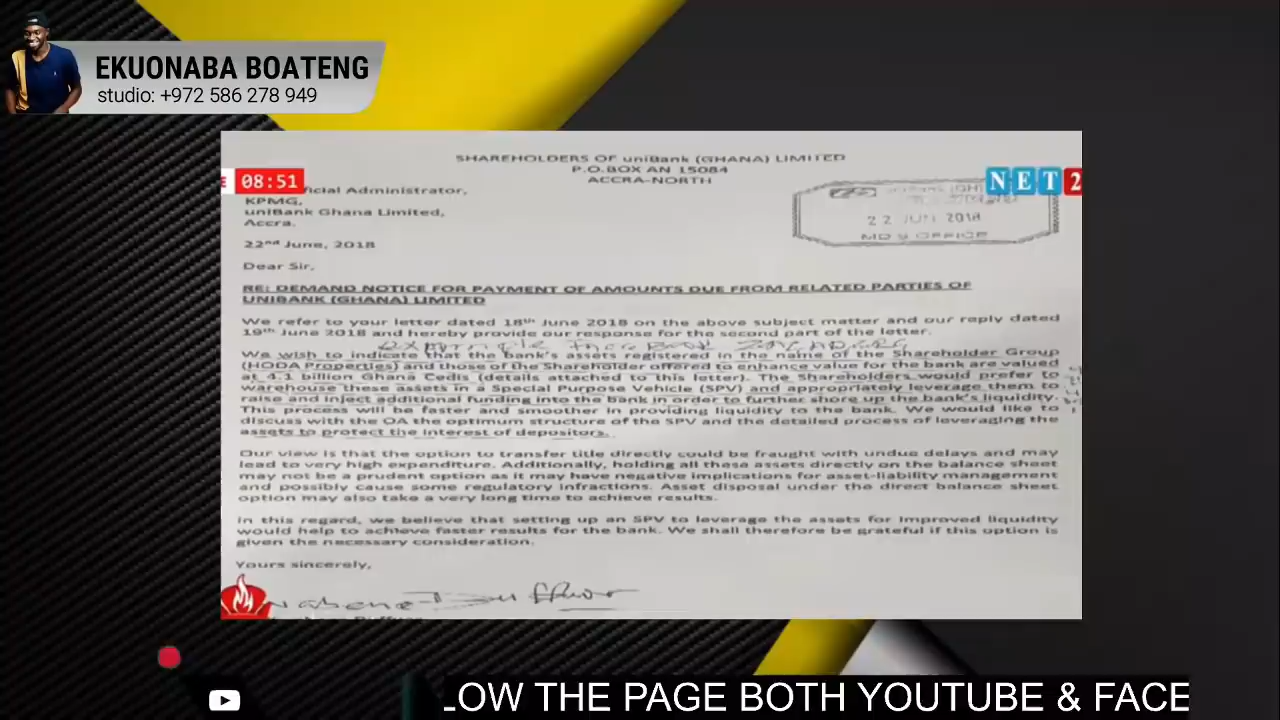 EKUONABA BOATENG
studio: +972 586 278 949
SHAREHOLDERS OF uniBank (GHANA) LIMITED
P.O.BOX AN 15084
ACCRA-NORTH
08:51
NET 2
icial Administrator,
KPMG,
uniBank Ghana Limited,
Accra.
22 JUN 2018
MD'S OFFICE
22nd June, 2018
Dear Sir,
RE: DEMAND NOTICE FOR PAYMENT OF AMOUNTS DUE FROM RELATED PARTIES OF
UNIBANK (GHANA) LIMITED
We refer to your letter dated 18th June 2018 on the above subject matter and our reply dated
19th June 2018 and hereby provide our response for the second part of the letter.
We wish to indicate that the bank's assets registered in the name of the Shareholder Group
(HODA Properties) and those of the Shareholder offered to enhance value for the bank are valued
at 4.1 billion Ghana Cedis (details attached to this letter). The Shareholders would prefer to
warehouse these assets in a Special Purpose Vehicle (SPV) and appropriately leverage them to
raise and inject additional funding into the bank in order to further shore up the bank's liquidity.
This process will be faster and smoother in providing liquidity to the bank. We would like to
discuss with the OA the optimum structure of the SPV and the detailed process of leveraging the
assets to protect the interest of depositors.
Our view is that the option to transfer title directly could be fraught with undue delays and may
lead to very high expenditure. Additionally, holding all these assets directly on the balance sheet
may not be a prudent option as it may have negative implications for asset-liability management
and possibly cause some regulatory infractions. Asset disposal under the direct balance sheet
option may also take a very long time to achieve results.
In this regard, we believe that setting up an SPV to leverage the assets for improved liquidity
would help to achieve faster results for the bank. We shall therefore be grateful if this option is
given the necessary consideration.
Yours sincerely,
OW THE PAGE BOTH YOUTUBE & FACE